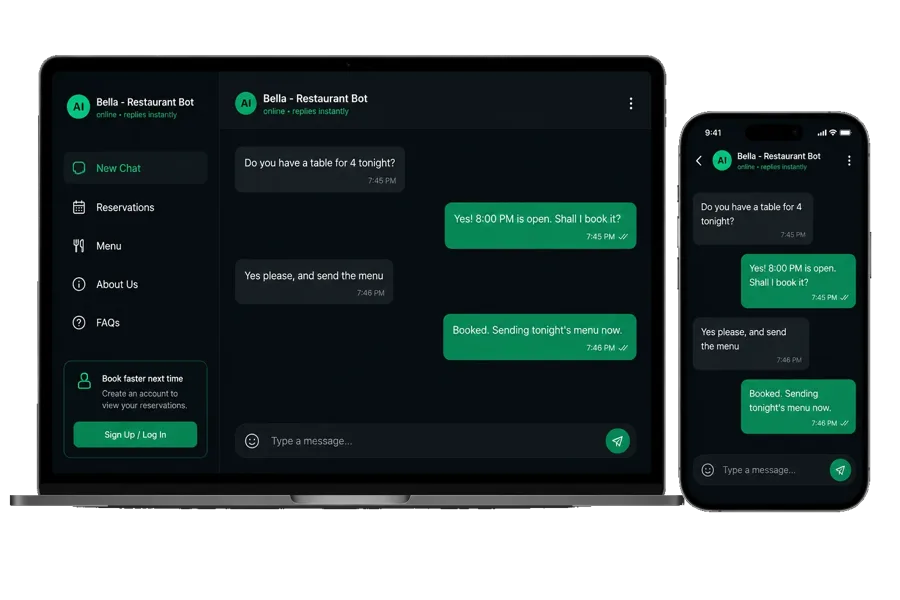 AI
Bella - Restaurant Bot
online • replies instantly
New Chat
Reservations
Menu
About Us
FAQs
Book faster next time
Create an account to
view your reservations.
Sign Up / Log In
AI
Bella - Restaurant Bot
online • replies instantly
Do you have a table for 4 tonight?
7:45 PM
Yes! 8:00 PM is open. Shall I book it?
7:45 PM
Yes please, and send the menu
7:46 PM
Booked. Sending tonight's menu now.
7:46 PM
Type a message...
9:41
AI
Bella - Restaurant Bot
online • replies instantly
Do you have a table for 4
tonight?
7:45 PM
Yes! 8:00 PM is open.
Shall I book it?
7:45 PM
Yes please, and send
the menu
7:46 PM
Booked. Sending
tonight's menu now.
7:46 PM
Type a message...